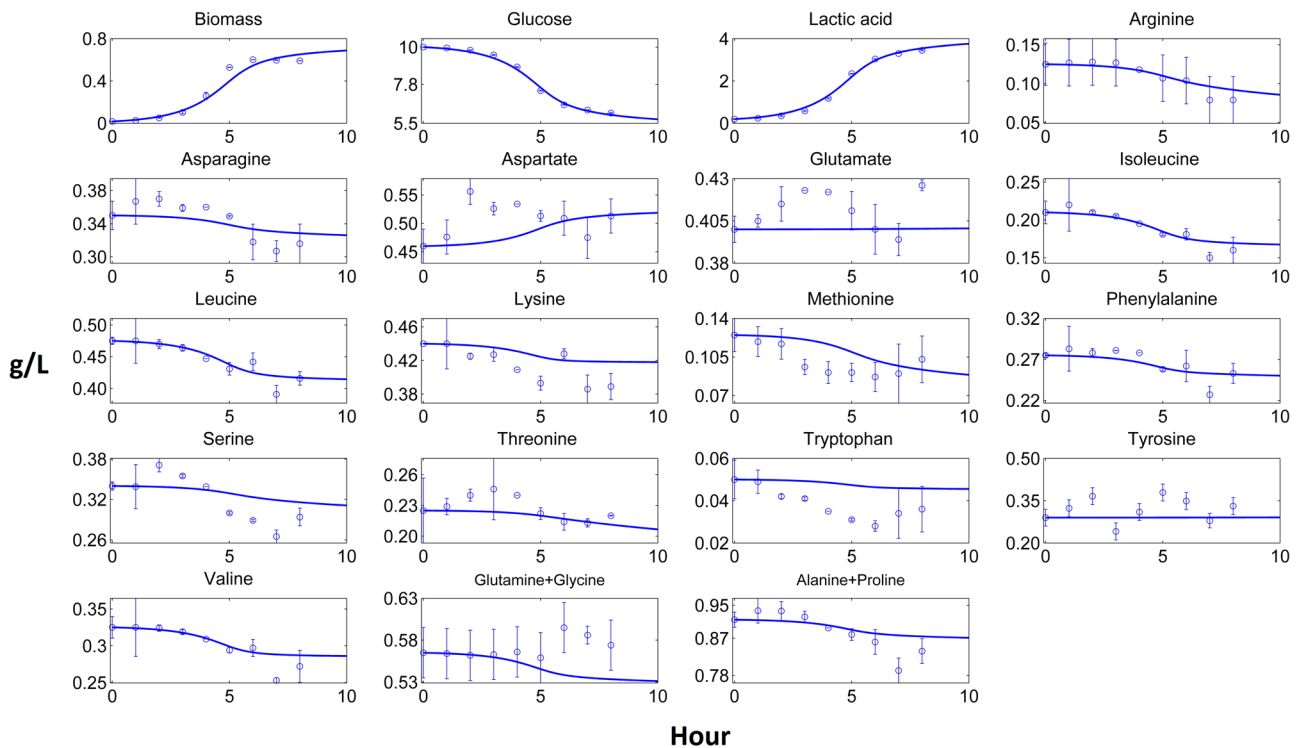 Biomass Glucose Lactic acid Arginine
0.8 10 4 0.15
0.4 7.8 2 0.10
0 5.5 0 0.05
0 5 10 0 5 10 0 5 10 0 5 10
Asparagine Aspartate Glutamate Isoleucine
0.38 0.55 0.43 0.25
0.34 0.50 0.405 0.20
0.30 0.45 0.38 0.15
0 5 10 0 5 10 0 5 10 0 5 10
Leucine Lysine Methionine Phenylalanine
0.50 0.46 0.14 0.32
0.45 0.42 0.105 0.27
0.40 0.38 0.07 0.22
0 5 10 0 5 10 0 5 10 0 5 10
g/L
Serine Threonine Tryptophan Tyrosine
0.38 0.26 0.06 0.50
0.32 0.23 0.04 0.35
0.26 0.20 0.02 0.20
0 5 10 0 5 10 0 5 10 0 5 10
Valine Glutamine+Glycine Alanine+Proline
0.35 0.63 0.95
0.3 0.58 0.87
0.25 0.53 0.78
0 5 10 0 5 10 0 5 10
Hour